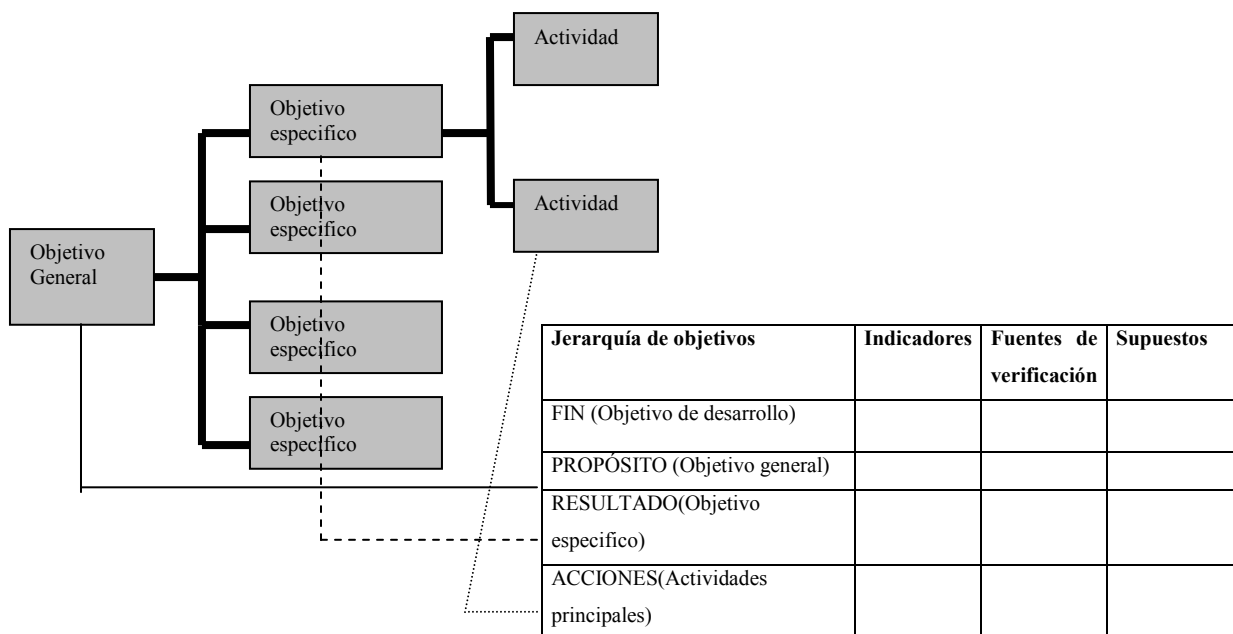 Actividad
Objetivo
especifico
Actividad
Objetivo
especifico
Objetivo
General
Objetivo
especifico
Objetivo
especifico
Jerarquía de objetivos Indicadores Fuentes de Supuestos
verificación
FIN (Objetivo de desarrollo)
PROPÓSITO (Objetivo general)
RESULTADO(Objetivo
especifico)
ACCIONES(Actividades
principales)